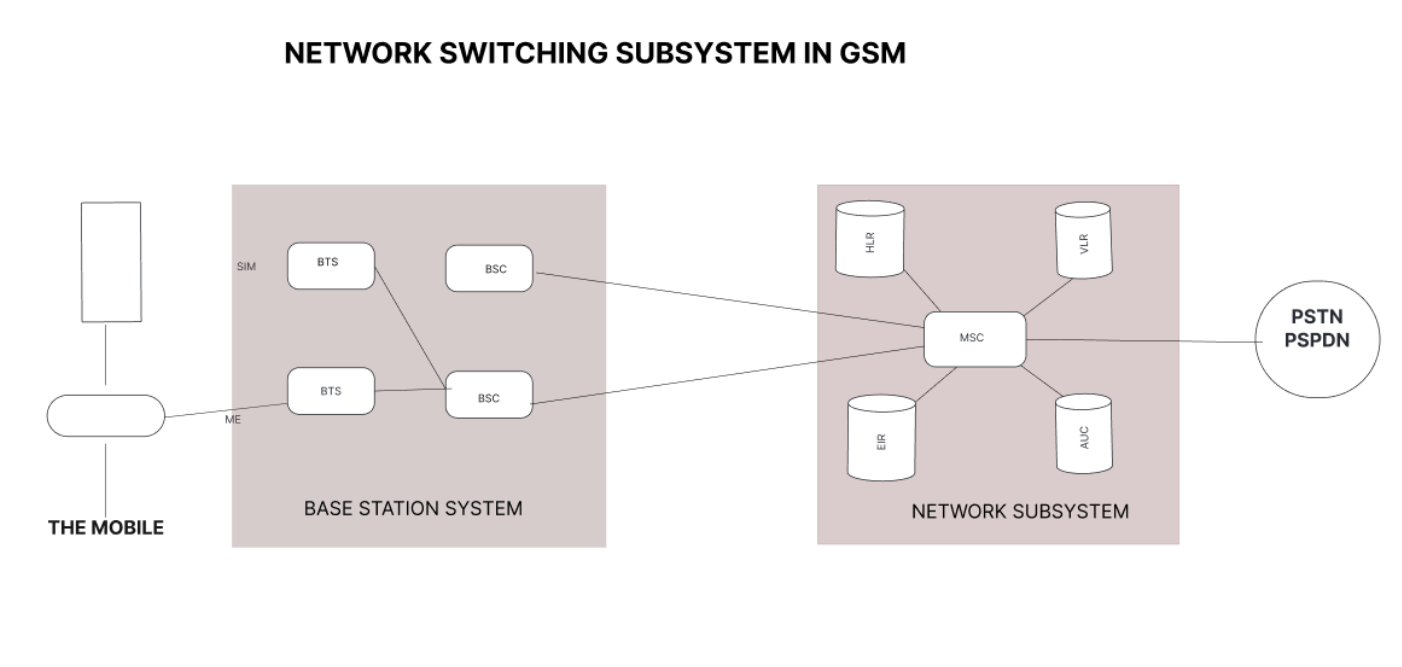 NETWORK SWITCHING SUBSYSTEM IN GSM
HLR
VLR
SIM
BTS
BSC
PSTN
PSPDN
MSC
BTS
BSC
ME
EIR
AUC
BASE STATION SYSTEM
NETWORK SUBSYSTEM
THE MOBILE